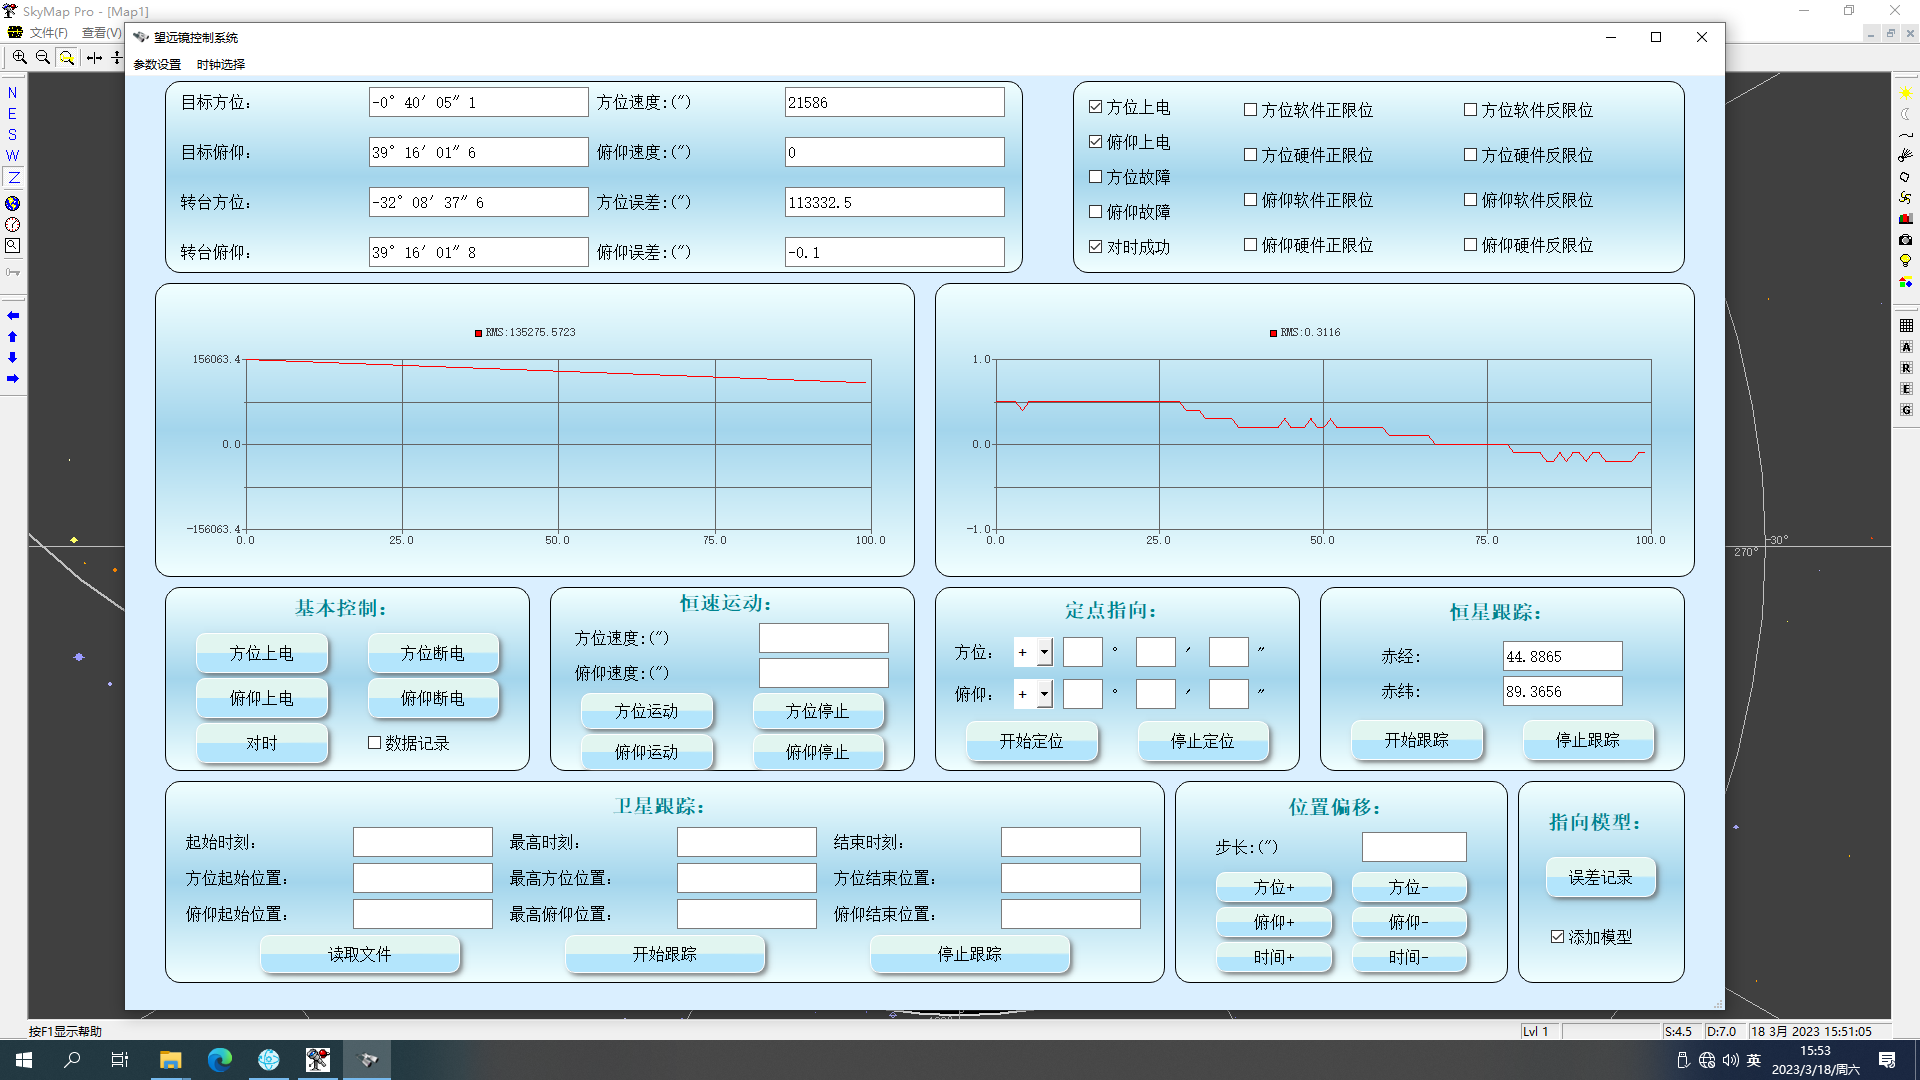 SkyMap Pro - [Map1]
文件(F) 查看(V)
望远镜控制系统
参数设置 时钟选择
N
E
S
W
Z
目标方位: -0° 40′ 05″ 1 方位速度:(″) 21586
目标俯仰: 39° 16′ 01″ 6 俯仰速度:(″) 0
转台方位: -32° 08′ 37″ 6 方位误差:(″) 113332.5
转台俯仰: 39° 16′ 01″ 8 俯仰误差:(″) -0.1
方位上电 方位软件正限位 方位软件反限位
俯仰上电 方位硬件正限位 方位硬件反限位
方位故障
俯仰故障 俯仰软件正限位 俯仰软件反限位
对时成功 俯仰硬件正限位 俯仰硬件反限位
RMS:135275.5723
156063.4
0.0
-156063.4
0.0 25.0 50.0 75.0 100.0
RMS:0.3116
1.0
0.0
-1.0
0.0 25.0 50.0 75.0 100.0
A
R
E
G
30°
270°
基本控制:
方位上电 方位断电
俯仰上电 俯仰断电
对时 数据记录
恒速运动:
方位速度:(″)
俯仰速度:(″)
方位运动 方位停止
俯仰运动 俯仰停止
定点指向:
方位: + ° ′ ″
俯仰: + ° ′ ″
开始定位 停止定位
恒星跟踪:
赤经: 44.8865
赤纬: 89.3656
开始跟踪 停止跟踪
卫星跟踪:
起始时刻: 最高时刻: 结束时刻:
方位起始位置: 最高方位位置: 方位结束位置:
俯仰起始位置: 最高俯仰位置: 俯仰结束位置:
读取文件 开始跟踪 停止跟踪
位置偏移:
步长:(″)
方位+ 方位-
俯仰+ 俯仰-
时间+ 时间-
指向模型:
误差记录
添加模型
按F1显示帮助
Lvl 1 S:4.5 D:7.0 18 3月 2023 15:51:05
英 15:53
2023/3/18/周六